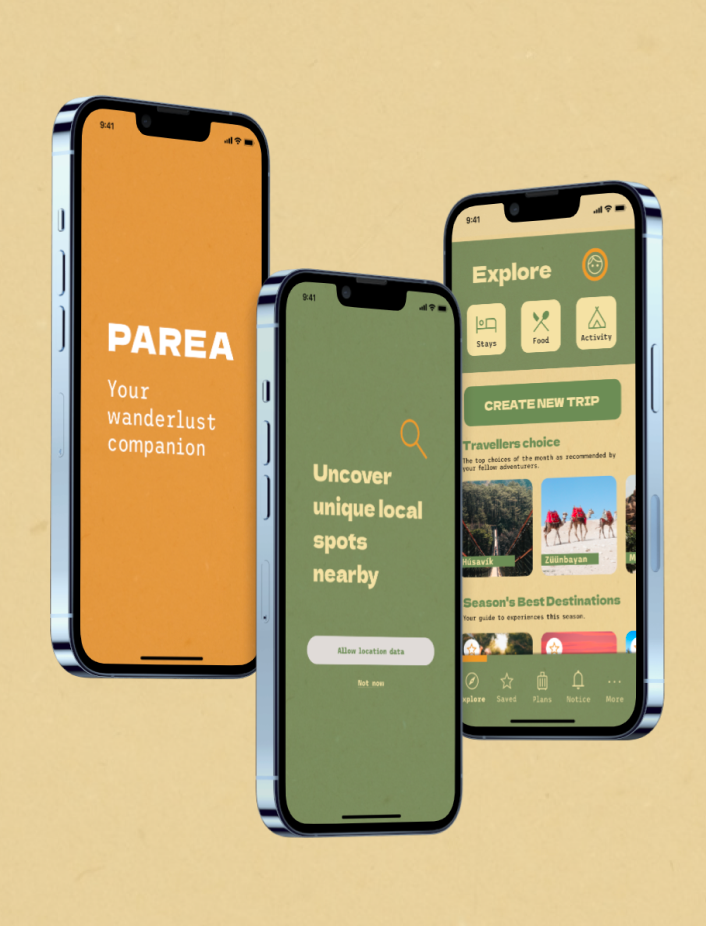 9:41
PAREA
Your
wanderlust
companion
9:41
Uncover
unique local
spots
nearby
Allow location data
Not now
9:41
Explore
Stays
Food
Activity
CREATE NEW TRIP
Travellers choice
The top choices of the month as recommended by
your fellow adventurers.
Húsavík
Züünbayan
M
Season's Best Destinations
Your guide to experiences this season.
xplore
Saved
Plans
Notice
More